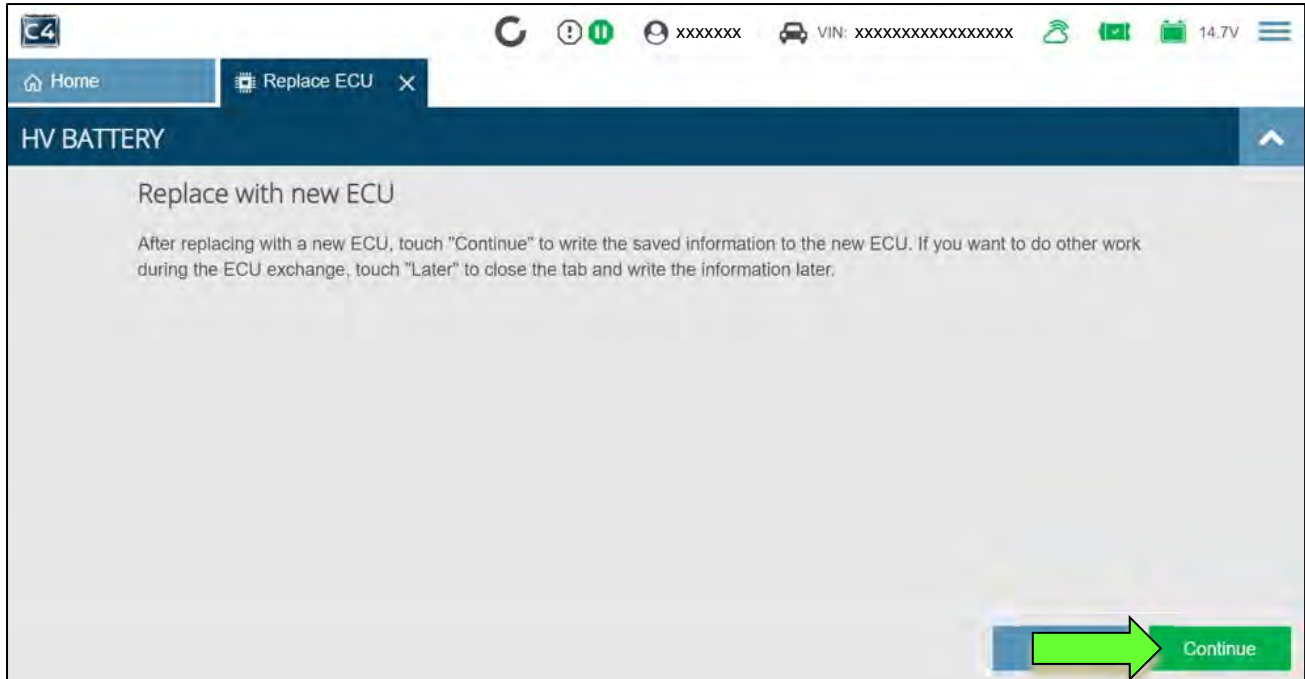 C4
xxxxxxx
VIN: xxxxxxxxxxxxxxxxx
14.7V
Home
Replace ECU
HV BATTERY
Replace with new ECU
After replacing with a new ECU, touch "Continue" to write the saved information to the new ECU. If you want to do other work
during the ECU exchange, touch "Later" to close the tab and write the information later.
Continue